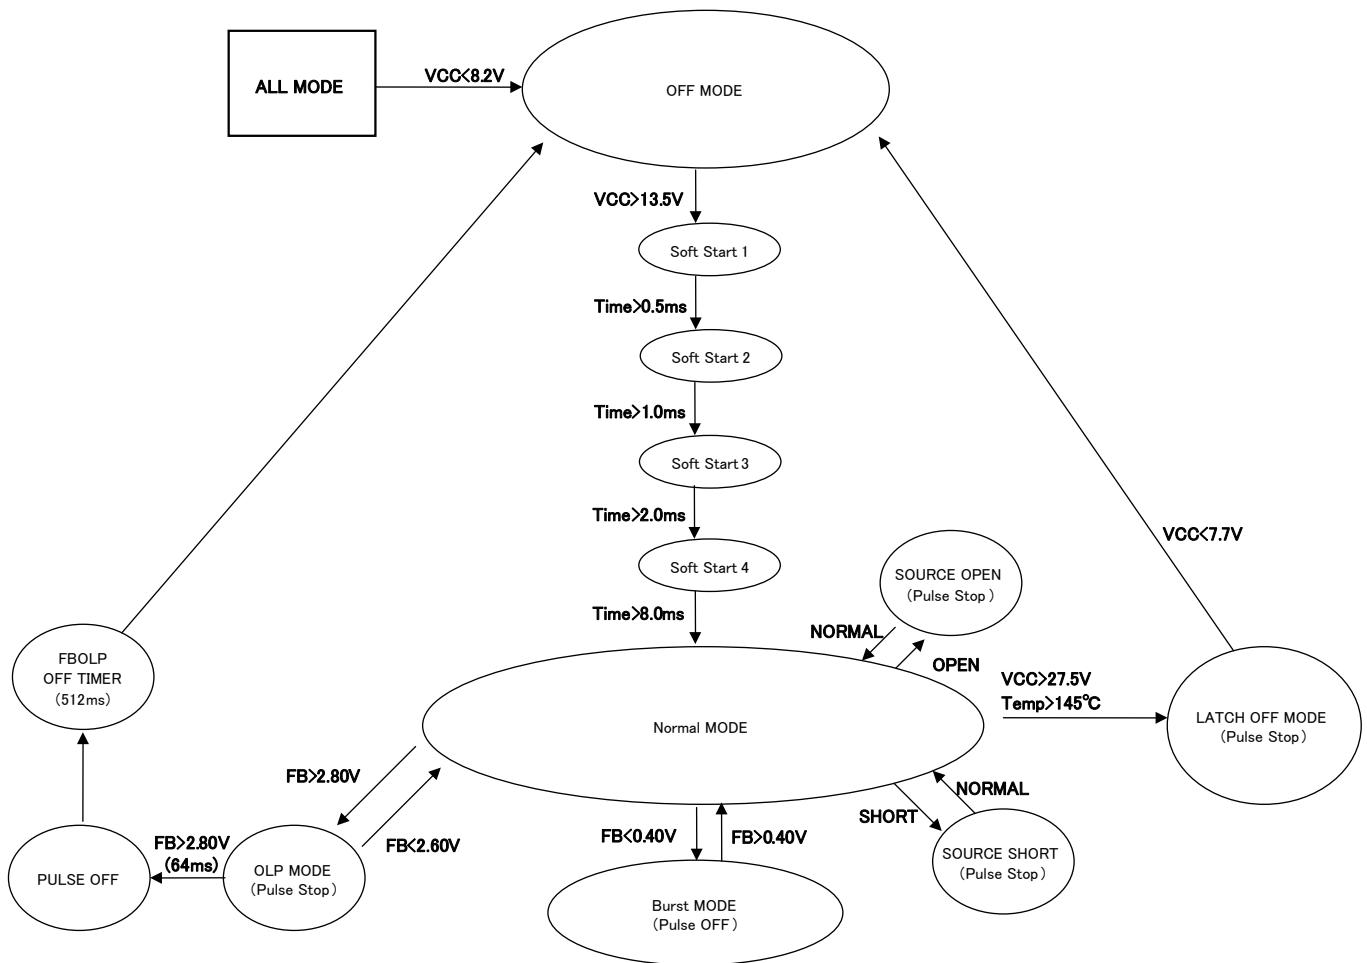 ALL MODE
VCC<8.2V
OFF MODE
VCC>13.5V
Soft Start 1
Time>0.5ms
Soft Start 2
Time>1.0ms
Soft Start 3
Time>2.0ms
Soft Start 4
Time>8.0ms
SOURCE OPEN
(Pulse Stop)
NORMAL
OPEN
VCC<7.7V
VCC>27.5V
Temp>145℃
LATCH OFF MODE
(Pulse Stop)
FBOLP
OFF TIMER
(512ms)
Normal MODE
FB>2.80V
FB<2.60V
FB>2.80V
(64ms)
PULSE OFF
OLP MODE
(Pulse Stop)
FB<0.40V
FB>0.40V
Burst MODE
(Pulse OFF)
SHORT
NORMAL
SOURCE SHORT
(Pulse Stop)